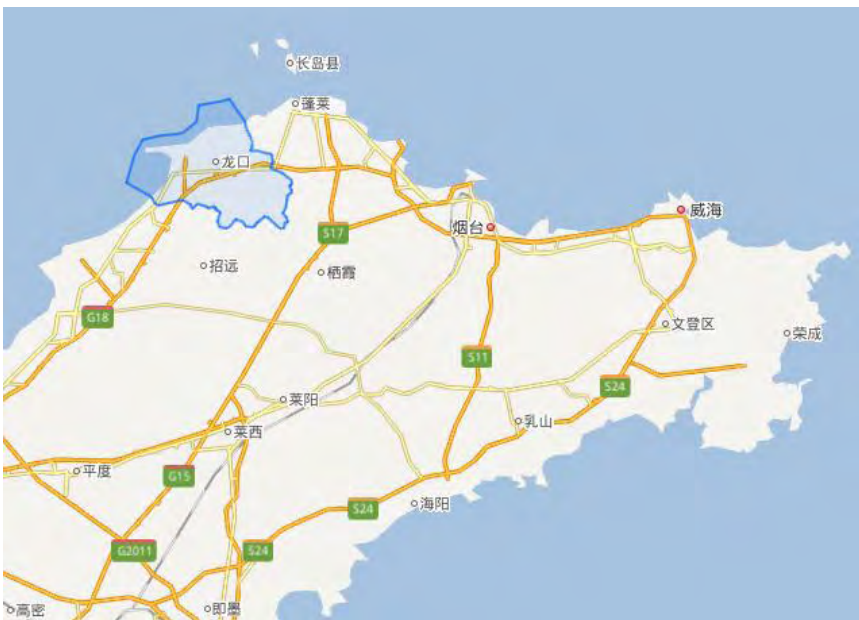 长岛县
蓬莱
龙口
威海
烟台
S17
招远
栖霞
G18
文登区
荣成
S11
S24
莱阳
乳山
莱西
平度
G15
海阳
S24
G2011
S24
高密
即墨